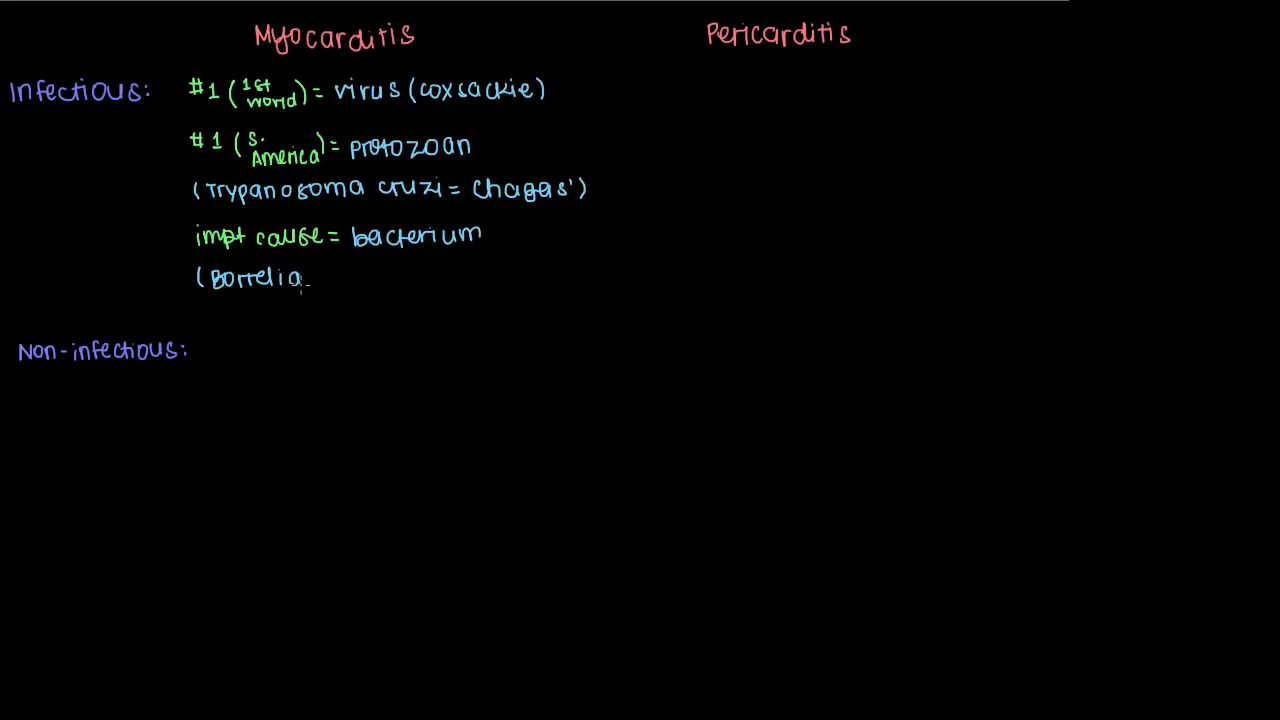 Myocarditis Pericarditis
Infectious: #1 (1st world) = virus (coxsackie)
#1 (S. America) = protozoan
(Trypanosoma cruzi = Chagas')
impt cause = bacterium
(Borrelia
Non-infectious: